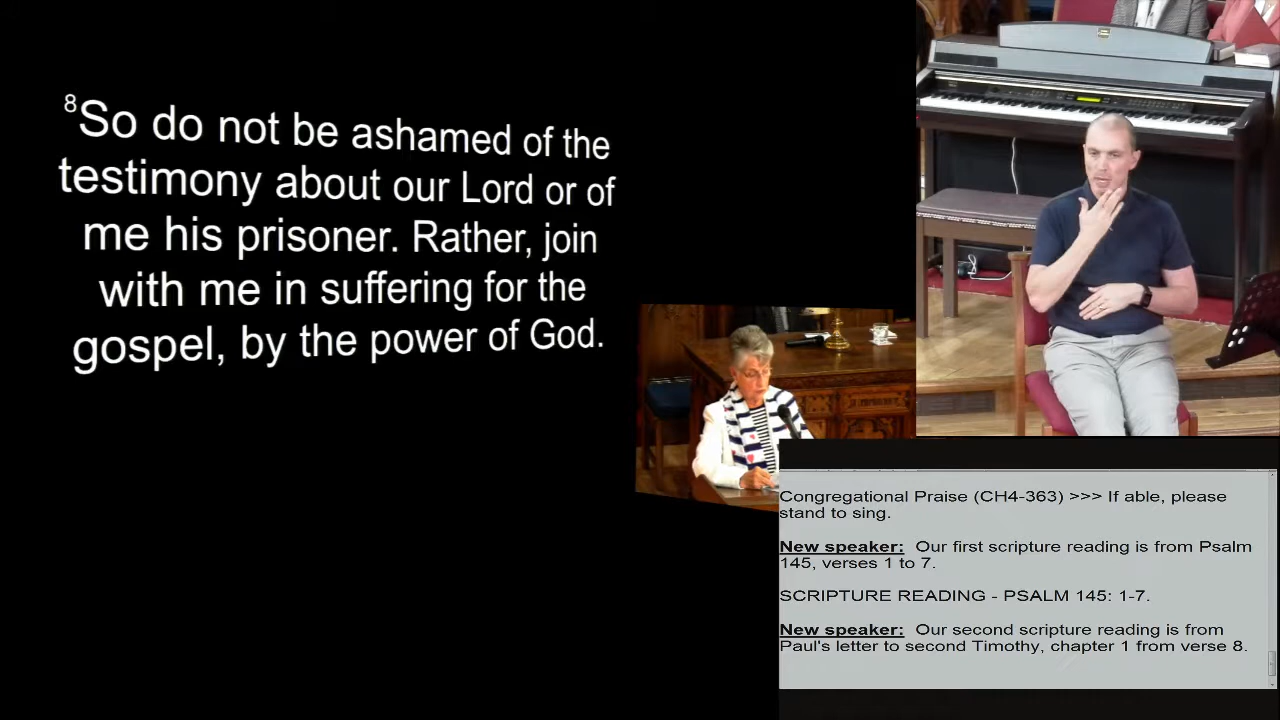 8So do not be ashamed of the
testimony about our Lord or of
me his prisoner. Rather, join
with me in suffering for the
gospel, by the power of God.
Congregational Praise (CH4-363) >>> If able, please
stand to sing.
New speaker: Our first scripture reading is from Psalm
145, verses 1 to 7.
SCRIPTURE READING - PSALM 145: 1-7.
New speaker: Our second scripture reading is from
Paul's letter to second Timothy, chapter 1 from verse 8.